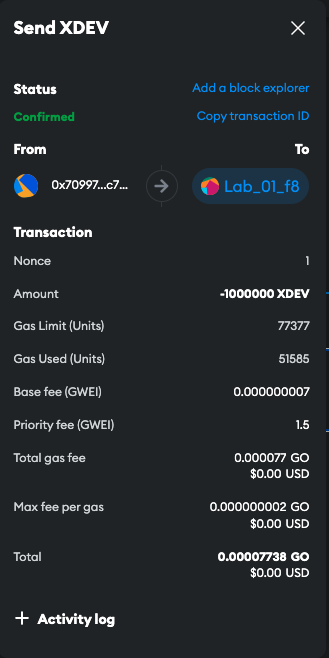 Send XDEV
Status
Add a block explorer
Confirmed
Copy transaction ID
From
To
0x70997...c7...
Lab_01_f8
Transaction
Nonce
1
Amount
-1000000 XDEV
Gas Limit (Units)
77377
Gas Used (Units)
51585
Base fee (GWEI)
0.000000007
Priority fee (GWEI)
1.5
Total gas fee
0.000077 GO
$0.00 USD
Max fee per gas
0.000000002 GO
$0.00 USD
Total
0.00007738 GO
$0.00 USD
+ Activity log